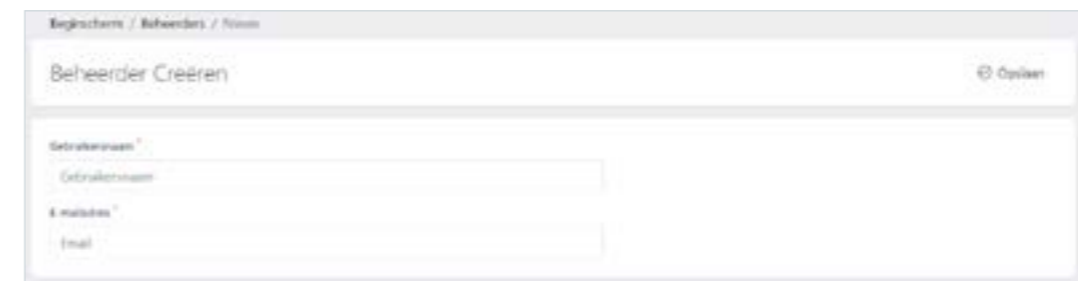 Beginscherm / Beheerders / Nieuw
Beheerder Creëren
Opslaan
Gebruikersnaam *
Gebruikersnaam
E-mailadres *
Email